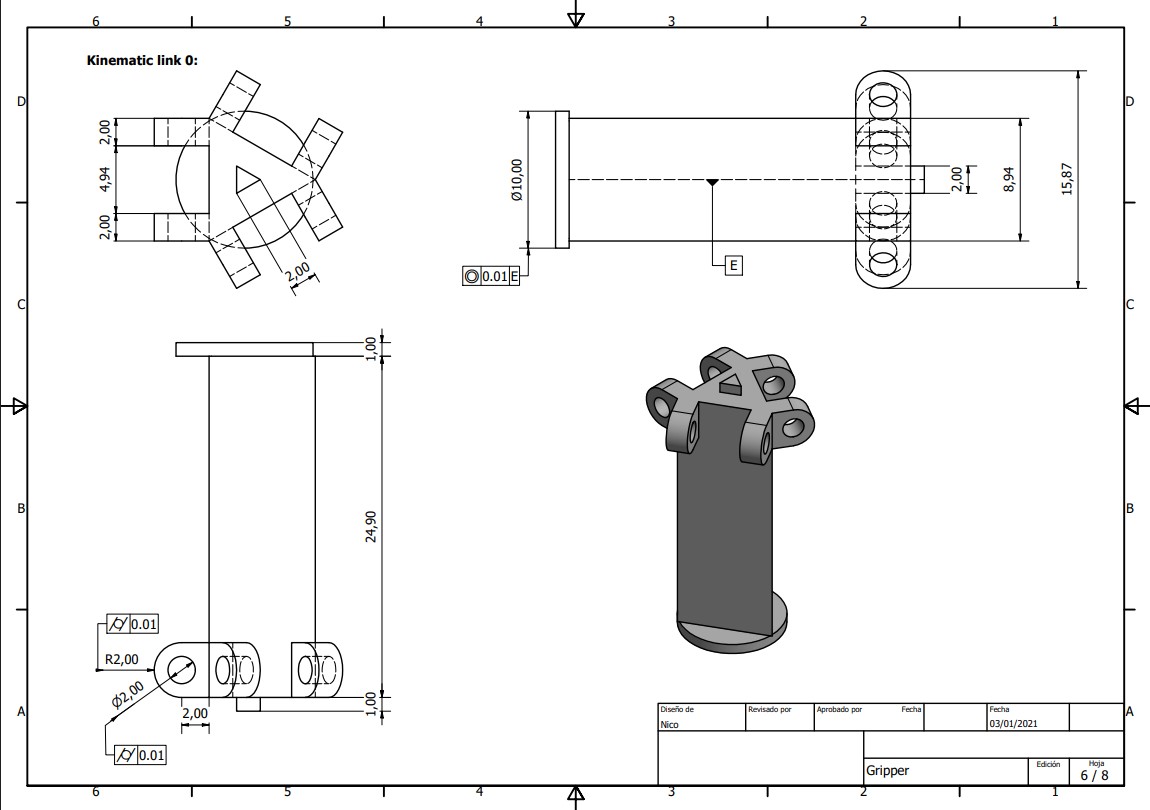 6 5 4 3 2 1
Kinematic link 0:
D D
2,00
4,94
2,00
2,00
Ø10,00
◎ 0.01 E
E
2,00
8,94
15,87
C C
1,00
24,90
1,00
B B
⌭ 0.01
R2,00
Ø2,00
2,00
⌭ 0.01
A A
Diseño de Revisado por Aprobado por Fecha Fecha
Nico 03/01/2021
Gripper
Edición
Hoja
6 / 8
6 5 4 3 2 1